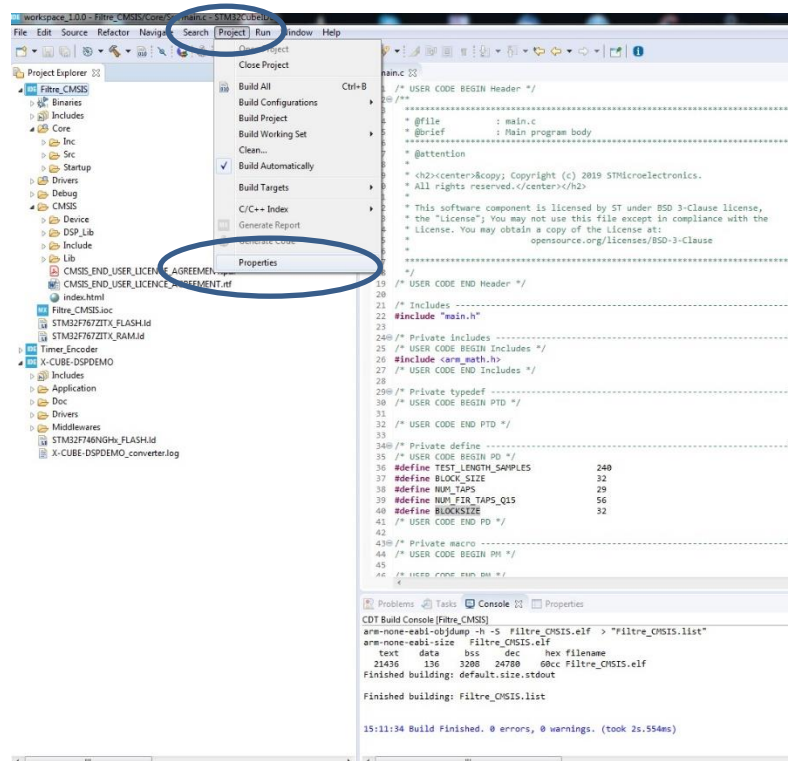 workspace_1.0.0 - Filtre_CMSIS/Core/Src/main.c - STM32CubeIDE
File Edit Source Refactor Navigate Search Project Run Window Help
Project Explorer
Filtre_CMSIS
Binaries
Includes
Core
Inc
Src
Startup
Drivers
Debug
CMSIS
Device
DSP_Lib
Include
Lib
CMSIS_END_USER_LICENCE_AGREEMENT.pdf
CMSIS_END_USER_LICENCE_AGREEMENT.rtf
index.html
Filtre_CMSIS.ioc
STM32F767ZITX_FLASH.ld
STM32F767ZITX_RAM.ld
Timer_Encoder
X-CUBE-DSPDEMO
Includes
Application
Doc
Drivers
Middlewares
STM32F746NGHx_FLASH.ld
X-CUBE-DSPDEMO_converter.log
Open Project
Close Project
Build All Ctrl+B
Build Configurations
Build Project
Build Working Set
Clean...
Build Automatically
Build Targets
C/C++ Index
Generate Report
Generate Code
Properties
main.c
1 /* USER CODE BEGIN Header */
2 /**
******************************************************************************
* @file : main.c
* @brief : Main program body
******************************************************************************
* @attention
*
* <h2><center>&copy; Copyright (c) 2019 STMicroelectronics.
* All rights reserved.</center></h2>
*
* This software component is licensed by ST under BSD 3-Clause license,
* the "License"; You may not use this file except in compliance with the
* License. You may obtain a copy of the License at:
* opensource.org/licenses/BSD-3-Clause
*
******************************************************************************
*/
19 /* USER CODE END Header */
20
21 /* Includes ------------------------------------------------------------------
22 #include "main.h"
23
24 /* Private includes ----------------------------------------------------------
25 /* USER CODE BEGIN Includes */
26 #include <arm_math.h>
27 /* USER CODE END Includes */
28
29 /* Private typedef -----------------------------------------------------------
30 /* USER CODE BEGIN PTD */
31
32 /* USER CODE END PTD */
33
34 /* Private define ------------------------------------------------------------
35 /* USER CODE BEGIN PD */
36 #define TEST_LENGTH_SAMPLES 240
37 #define BLOCK_SIZE 32
38 #define NUM_TAPS 29
39 #define NUM_FIR_TAPS_Q15 56
40 #define BLOCKSIZE 32
41 /* USER CODE END PD */
42
43 /* Private macro -------------------------------------------------------------
44 /* USER CODE BEGIN PM */
45
46 /* USER CODE END PM */
Problems Tasks Console Properties
CDT Build Console [Filtre_CMSIS]
arm-none-eabi-objdump -h -S Filtre_CMSIS.elf > "Filtre_CMSIS.list"
arm-none-eabi-size Filtre_CMSIS.elf
text data bss dec hex filename
21436 136 3208 24780 60cc Filtre_CMSIS.elf
Finished building: default.size.stdout
Finished building: Filtre_CMSIS.list
15:11:34 Build Finished. 0 errors, 0 warnings. (took 2s.554ms)